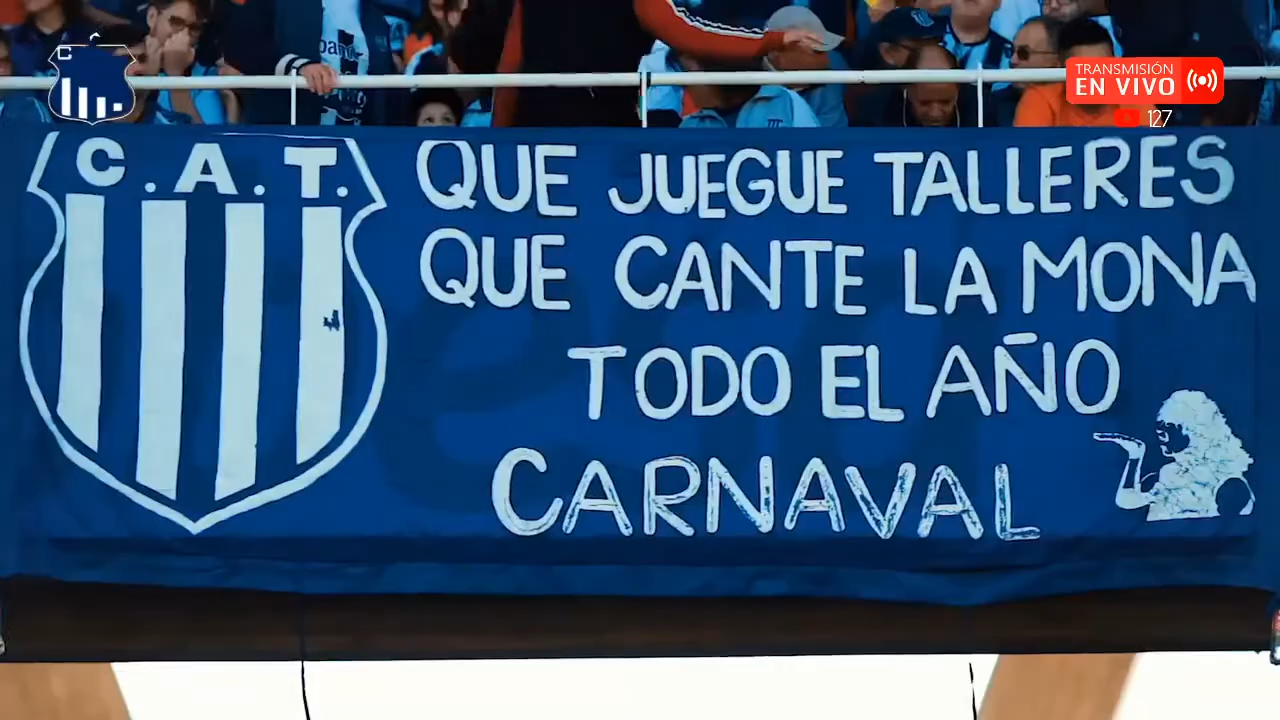 TRANSMISIÓN
EN VIVO
127
C.A.T.
QUE JUEGUE TALLERES
QUE CANTE LA MONA
TODO EL AÑO
CARNAVAL